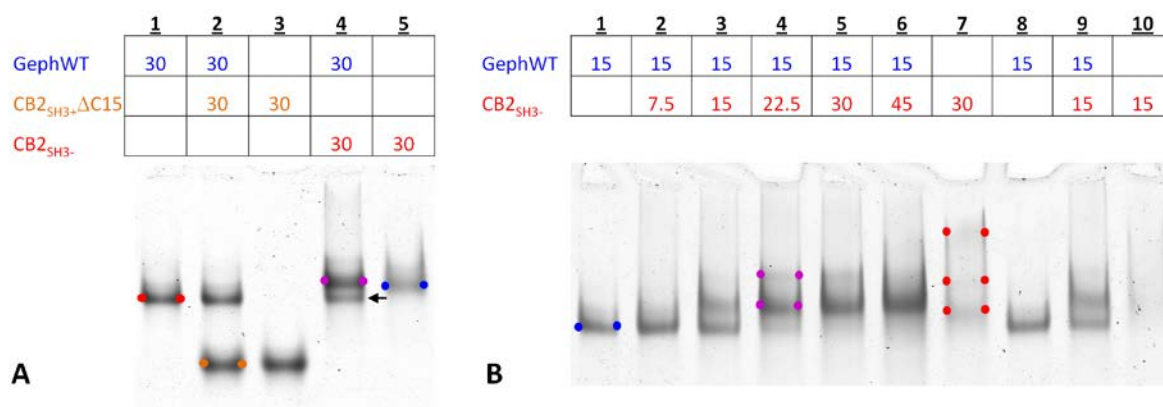 1 2 3 4 5
GephWT 30 30 30
CB2SH3+ΔC15 30 30
CB2SH3- 30 30
A
1 2 3 4 5 6 7 8 9 10
GephWT 15 15 15 15 15 15 15 15
CB2SH3- 7.5 15 22.5 30 45 30 15 15
B